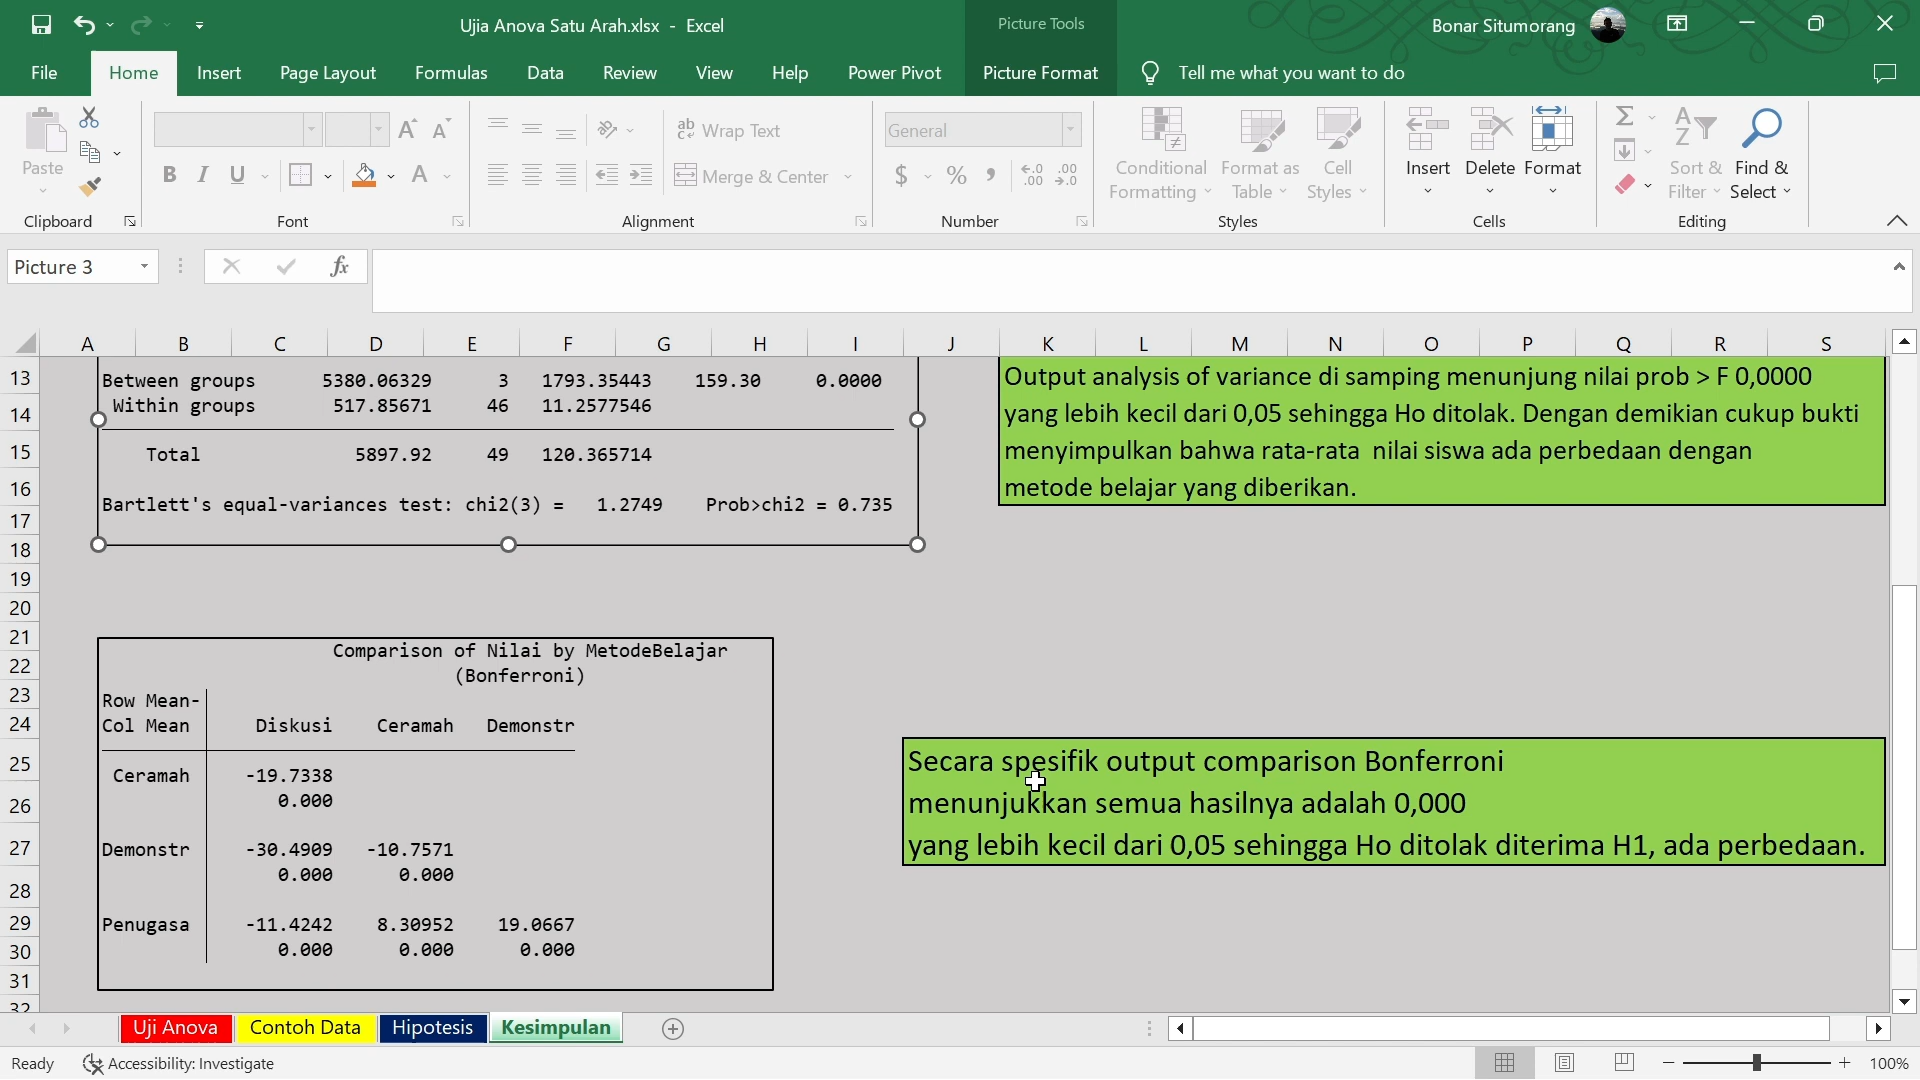 Ujia Anova Satu Arah.xlsx - Excel
Picture Tools
Bonar Situmorang
File Home Insert Page Layout Formulas Data Review View Help Power Pivot Picture Format Tell me what you want to do
Paste
Clipboard
B I U
A
Font
ab Wrap Text
Merge & Center
Alignment
General
$ % ,
Number
Conditional Formatting
Format as Table
Cell Styles
Styles
Insert Delete Format
Cells
Sort & Filter
Find & Select
Editing
Picture 3
fx
A B C D E F G H I J K L M N O P Q R S
13
14
15
16
17
18
19
20
21
22
23
24
25
26
27
28
29
30
31
32
Between groups 5380.06329 3 1793.35443 159.30 0.0000
Within groups 517.85671 46 11.2577546
Total 5897.92 49 120.365714
Bartlett's equal-variances test: chi2(3) = 1.2749 Prob>chi2 = 0.735
Output analysis of variance di samping menunjung nilai prob > F 0,0000
yang lebih kecil dari 0,05 sehingga Ho ditolak. Dengan demikian cukup bukti
menyimpulkan bahwa rata-rata nilai siswa ada perbedaan dengan
metode belajar yang diberikan.
Comparison of Nilai by MetodeBelajar
(Bonferroni)
Row Mean-
Col Mean Diskusi Ceramah Demonstr
Ceramah -19.7338
0.000
Demonstr -30.4909 -10.7571
0.000 0.000
Penugasa -11.4242 8.30952 19.0667
0.000 0.000 0.000
Secara spesifik output comparison Bonferroni
menunjukkan semua hasilnya adalah 0,000
yang lebih kecil dari 0,05 sehingga Ho ditolak diterima H1, ada perbedaan.
Uji Anova Contoh Data Hipotesis Kesimpulan
Ready Accessibility: Investigate
100%